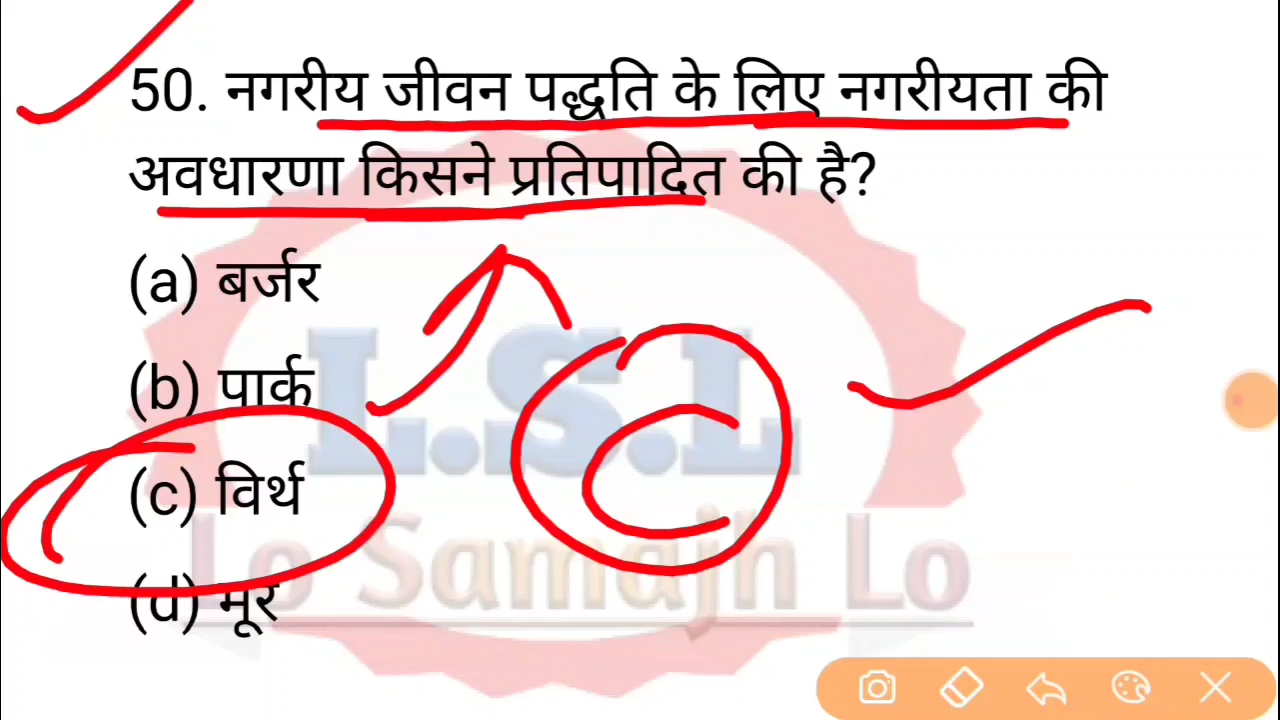 50. नगरीय जीवन पद्धति के लिए नगरीयता की
अवधारणा किसने प्रतिपादित की है?
(a) बर्जर
(b) पार्क
(c) विर्थ
(d) मूर
L.S.L
Lo Samajh Lo
C